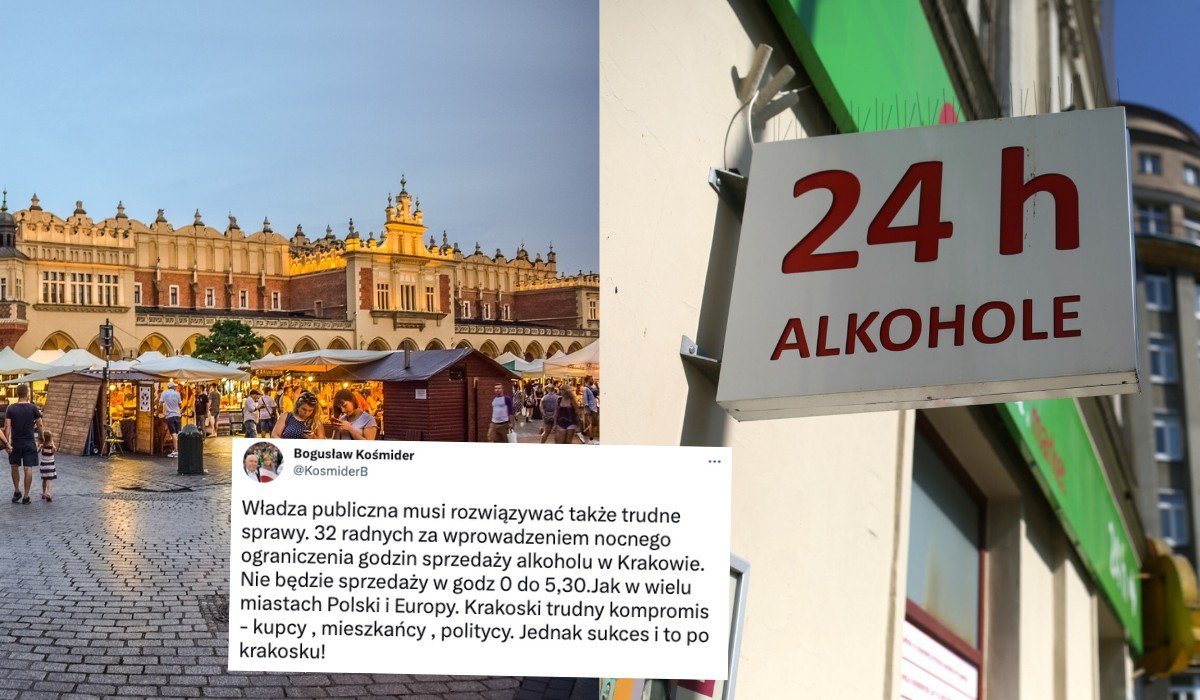 24 h
ALKOHOLE
Bogusław Kośmider
@KosmiderB
Władza publiczna musi rozwiązywać także trudne
sprawy. 32 radnych za wprowadzeniem nocnego
ograniczenia godzin sprzedaży alkoholu w Krakowie.
Nie będzie sprzedaży w godz 0 do 5,30.Jak w wielu
miastach Polski i Europy. Krakoski trudny kompromis
- kupcy , mieszkańcy , politycy. Jednak sukces i to po
krakosku!